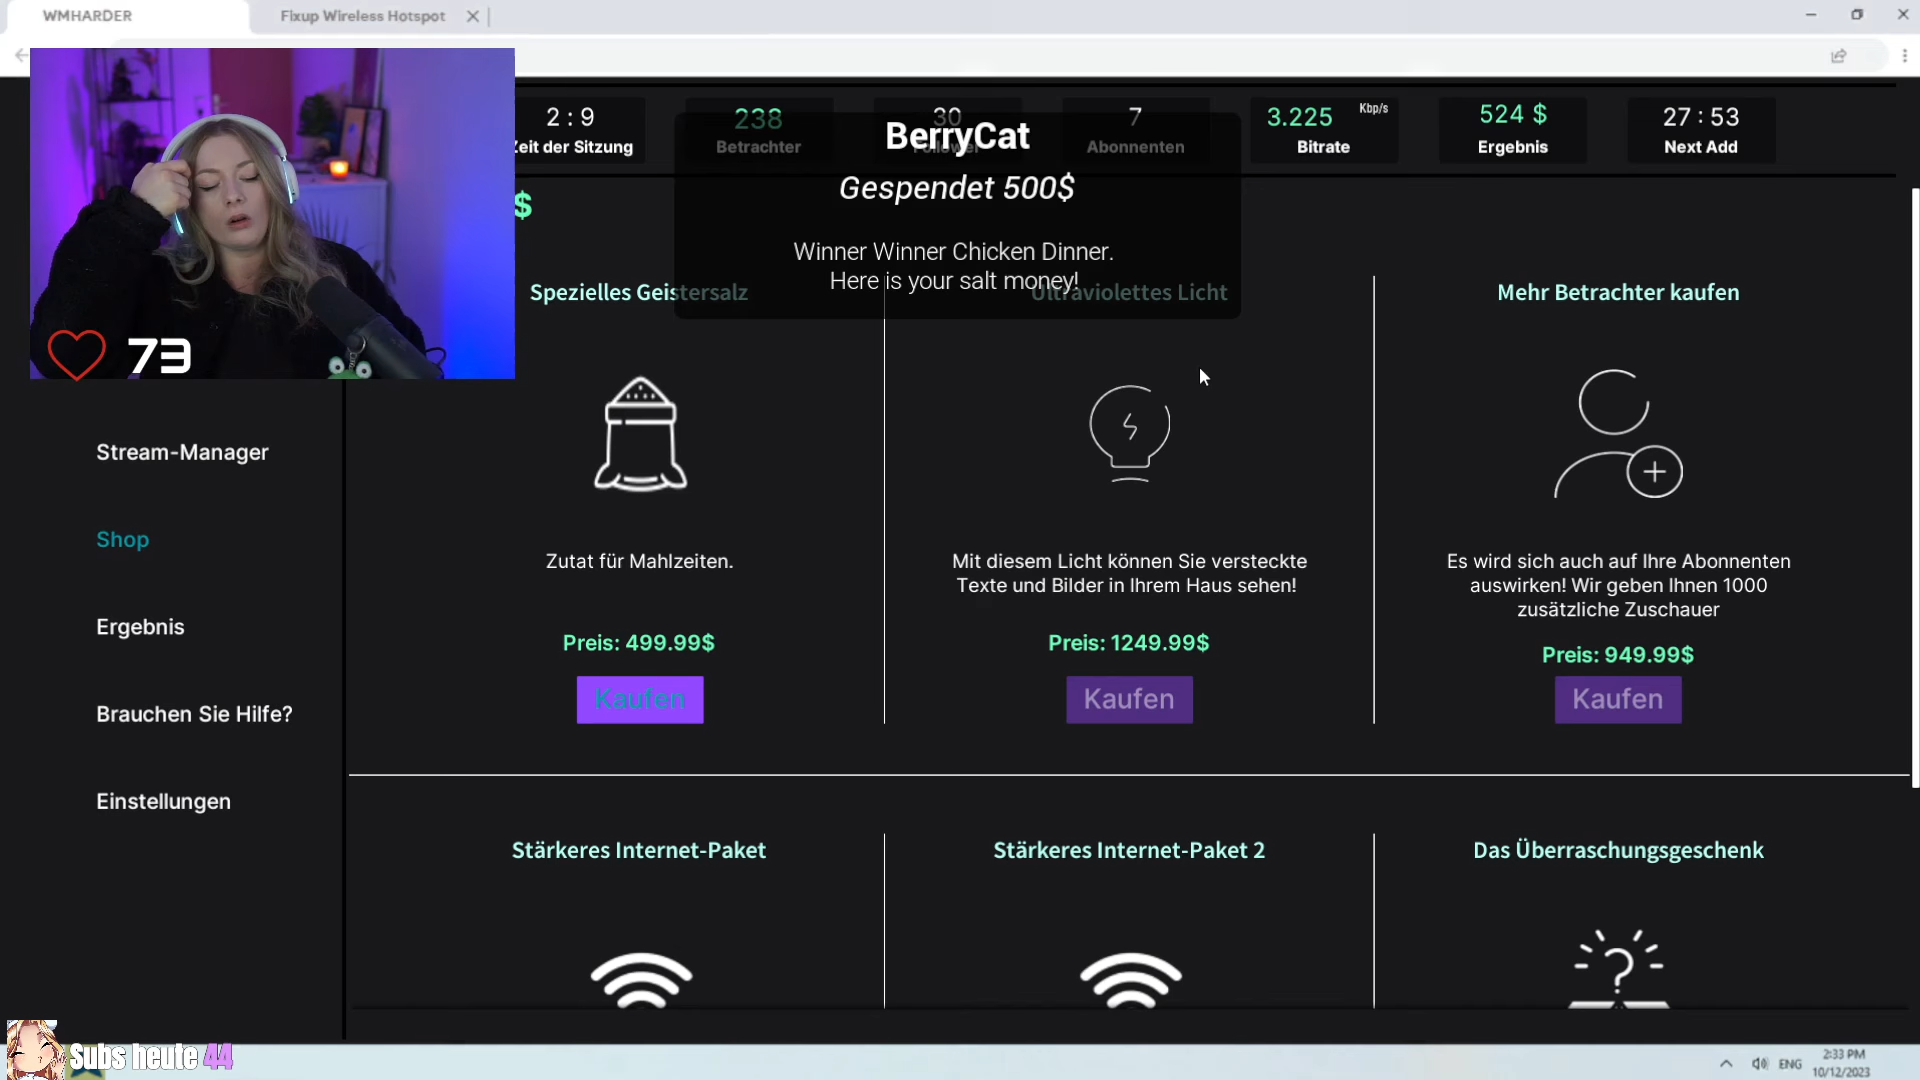 WMHARDER
Fixup Wireless Hotspot
2 : 9
Zeit der Sitzung
238
Betrachter
30
Follower
7
Abonnenten
3.225 Kbp/s
Bitrate
524 $
Ergebnis
27 : 53
Next Add
BerryCat
Gespendet 500$
Winner Winner Chicken Dinner.
Here is your salt money!
$
73
Stream-Manager
Shop
Ergebnis
Brauchen Sie Hilfe?
Einstellungen
Spezielles Geistersalz
Zutat für Mahlzeiten.
Preis: 499.99$
Kaufen
Ultraviolettes Licht
Mit diesem Licht können Sie versteckte
Texte und Bilder in Ihrem Haus sehen!
Preis: 1249.99$
Kaufen
Mehr Betrachter kaufen
Es wird sich auch auf Ihre Abonnenten
auswirken! Wir geben Ihnen 1000
zusätzliche Zuschauer
Preis: 949.99$
Kaufen
Stärkeres Internet-Paket
Stärkeres Internet-Paket 2
Das Überraschungsgeschenk
Subs heute 44
ENG
2:33 PM
10/12/2023